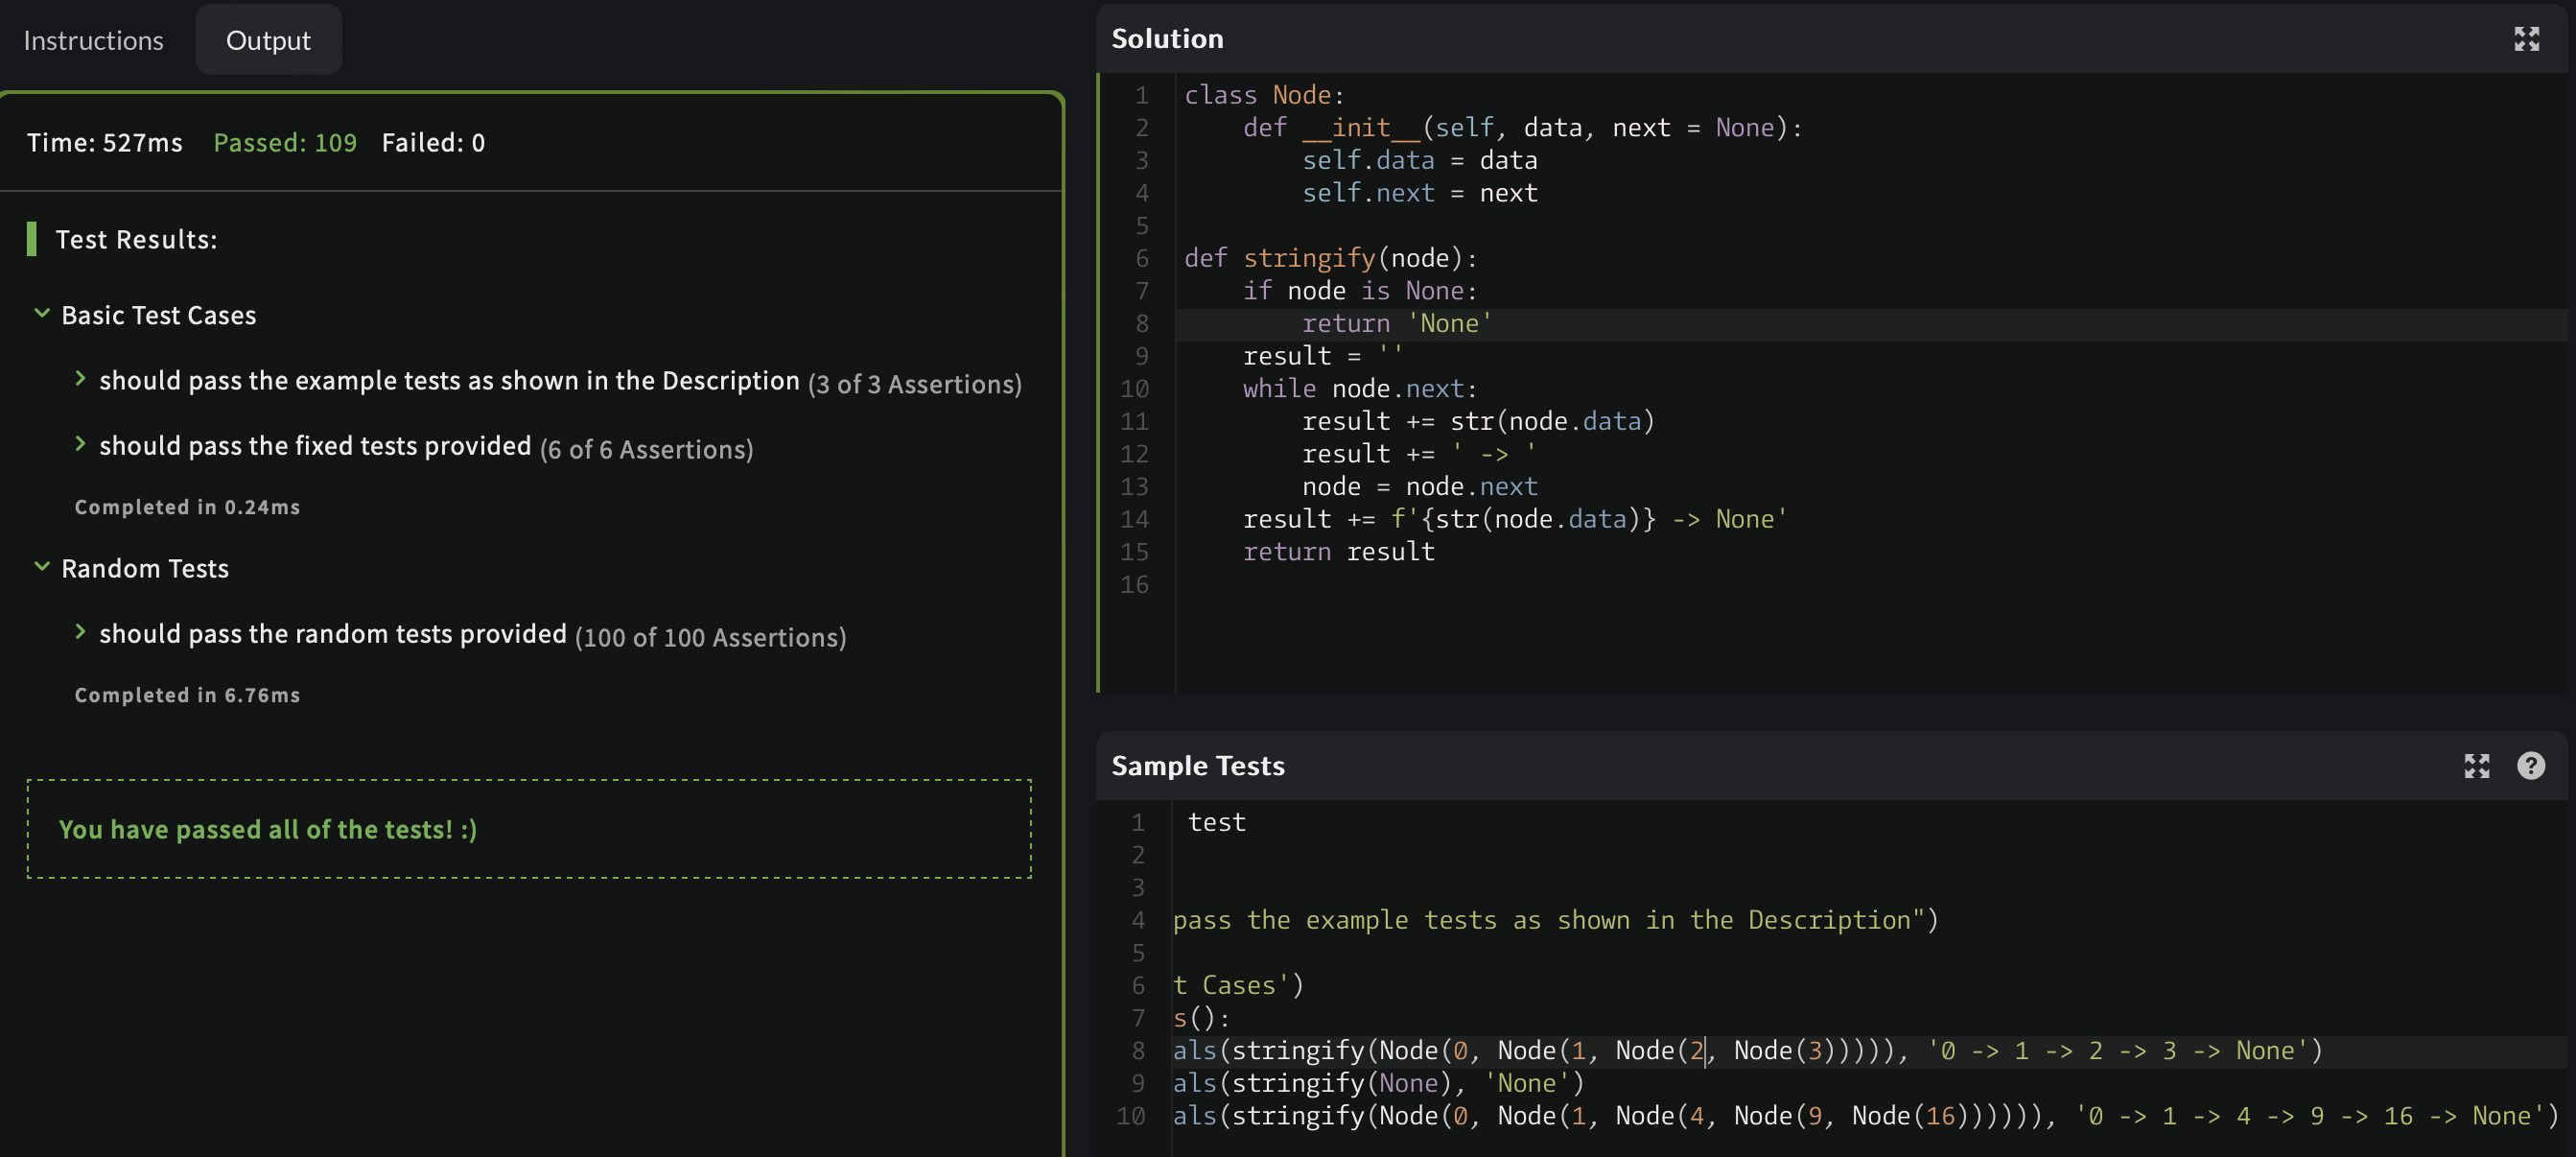 Instructions
Output
Time: 527ms Passed: 109 Failed: 0
Test Results:
Basic Test Cases
should pass the example tests as shown in the Description (3 of 3 Assertions)
should pass the fixed tests provided (6 of 6 Assertions)
Completed in 0.24ms
Random Tests
should pass the random tests provided (100 of 100 Assertions)
Completed in 6.76ms
You have passed all of the tests! :)
Solution
1 class Node:
2     def __init__(self, data, next = None):
3         self.data = data
4         self.next = next
5
6 def stringify(node):
7     if node is None:
8         return 'None'
9     result = ''
10     while node.next:
11         result += str(node.data)
12         result += ' -> '
13         node = node.next
14     result += f'{str(node.data)} -> None'
15     return result
16
Sample Tests
?
1 test
2
3
4 pass the example tests as shown in the Description")
5
6 t Cases')
7 s():
8 als(stringify(Node(0, Node(1, Node(2, Node(3))))), '0 -> 1 -> 2 -> 3 -> None')
9 als(stringify(None), 'None')
10 als(stringify(Node(0, Node(1, Node(4, Node(9, Node(16)))))), '0 -> 1 -> 4 -> 9 -> 16 -> None')